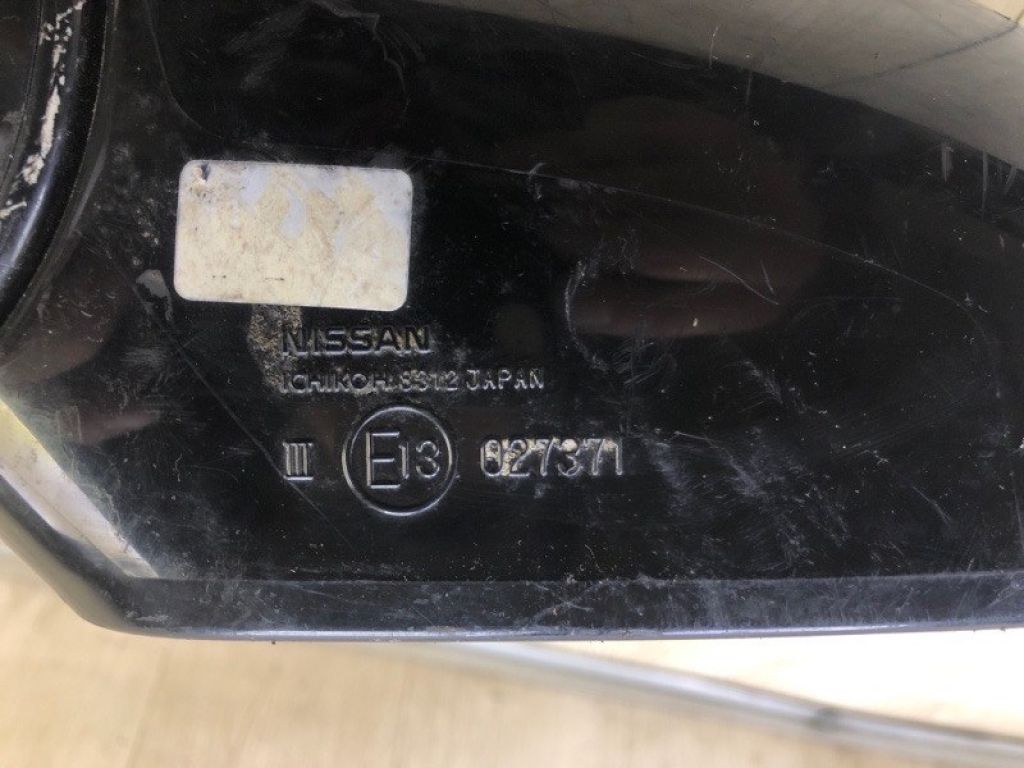 NISSAN
ICHIKOH 8312 JAPAN
III E13 027371